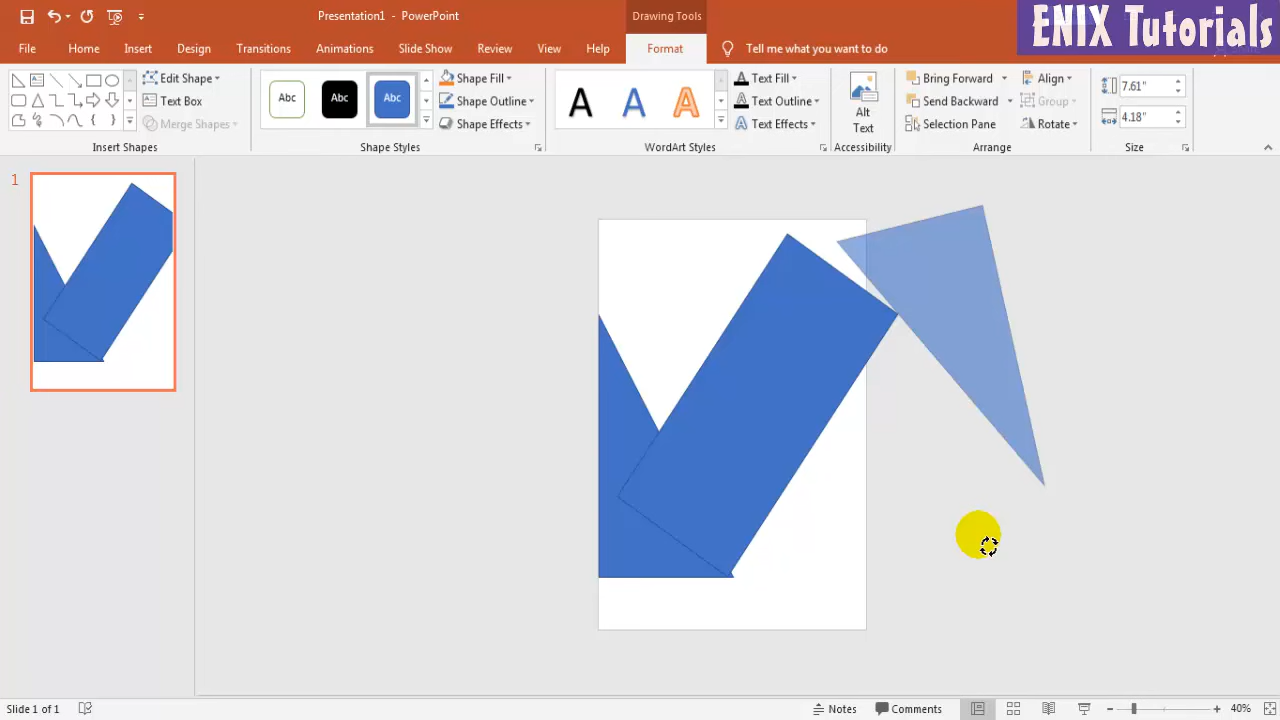 Presentation1 - PowerPoint
Drawing Tools
ENIX Tutorials
File Home Insert Design Transitions Animations Slide Show Review View Help Format Tell me what you want to do
Edit Shape
Text Box
Merge Shapes
Insert Shapes
Abc Abc Abc
Shape Fill
Shape Outline
Shape Effects
Shape Styles
A A A
Text Fill
Text Outline
Text Effects
WordArt Styles
Alt
Text
Accessibility
Bring Forward
Send Backward
Selection Pane
Align
Group
Rotate
Arrange
7.61"
4.18"
Size
1
Slide 1 of 1
Notes
Comments
40%